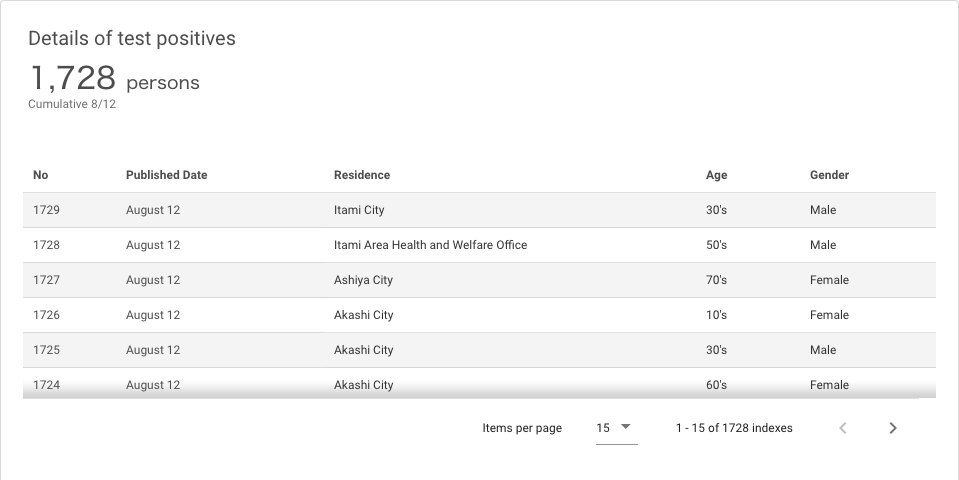 Details of test positives
1,728 persons
Cumulative 8/12
No Published Date Residence Age Gender
1729 August 12 Itami City 30's Male
1728 August 12 Itami Area Health and Welfare Office 50's Male
1727 August 12 Ashiya City 70's Female
1726 August 12 Akashi City 10's Female
1725 August 12 Akashi City 30's Male
1724 August 12 Akashi City 60's Female
Items per page 15 1 - 15 of 1728 indexes